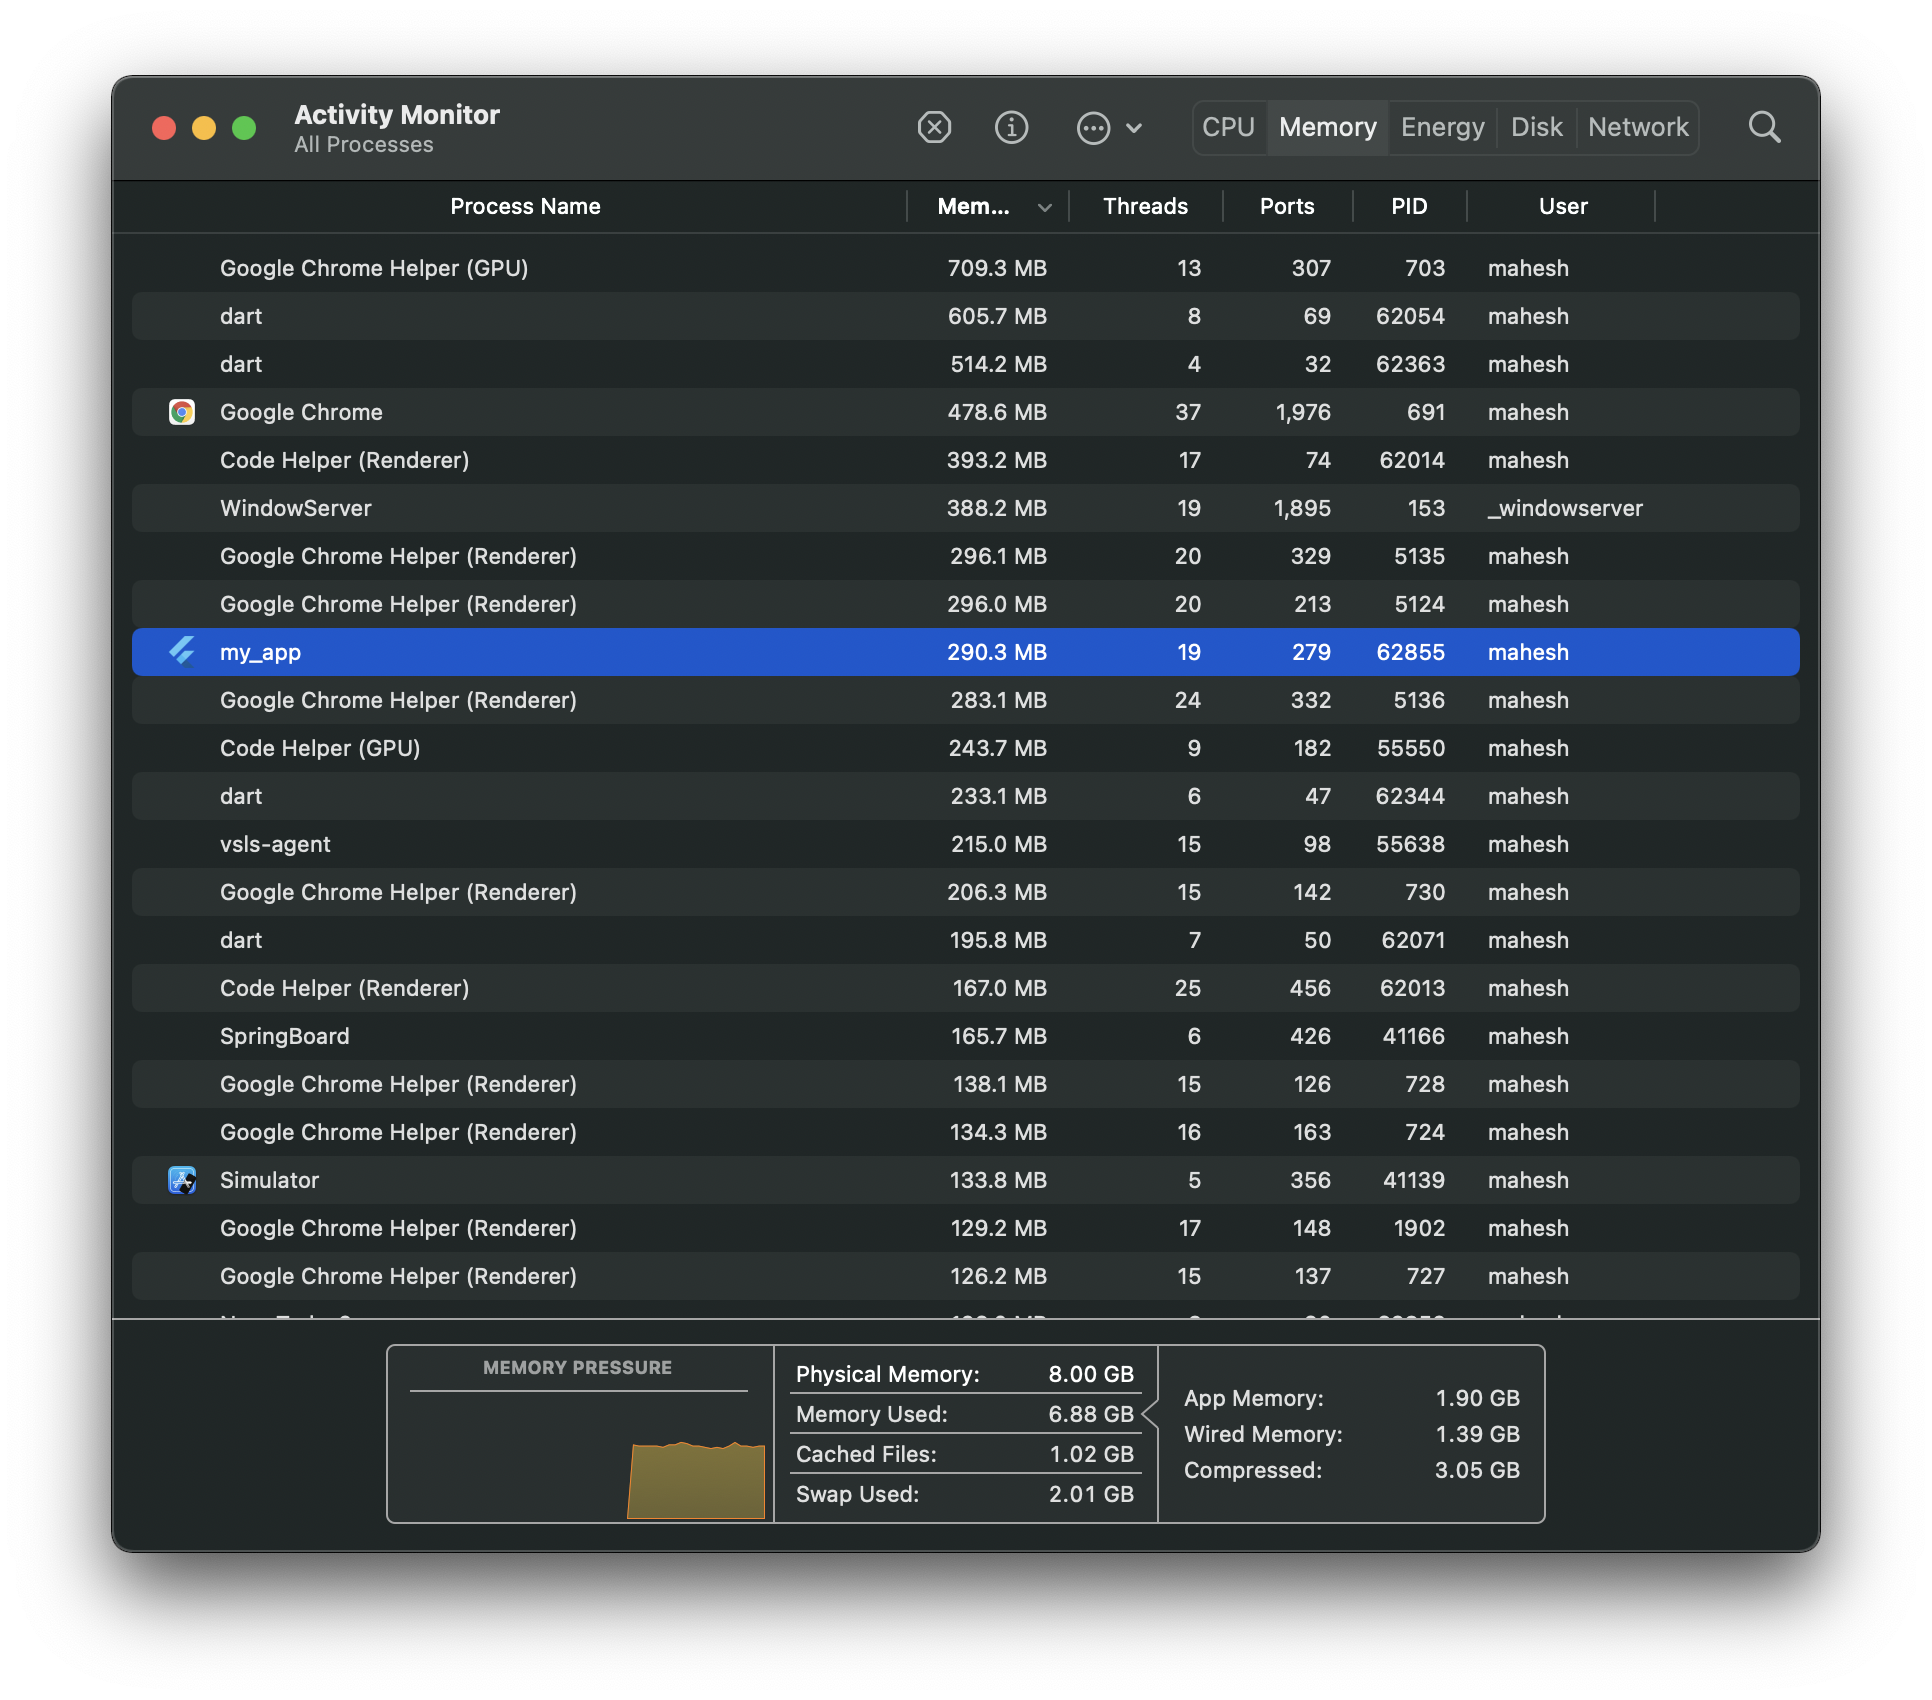 Activity Monitor
All Processes
CPU Memory Energy Disk Network
Process Name Mem... Threads Ports PID User
Google Chrome Helper (GPU) 709.3 MB 13 307 703 mahesh
dart 605.7 MB 8 69 62054 mahesh
dart 514.2 MB 4 32 62363 mahesh
Google Chrome 478.6 MB 37 1,976 691 mahesh
Code Helper (Renderer) 393.2 MB 17 74 62014 mahesh
WindowServer 388.2 MB 19 1,895 153 _windowserver
Google Chrome Helper (Renderer) 296.1 MB 20 329 5135 mahesh
Google Chrome Helper (Renderer) 296.0 MB 20 213 5124 mahesh
my_app 290.3 MB 19 279 62855 mahesh
Google Chrome Helper (Renderer) 283.1 MB 24 332 5136 mahesh
Code Helper (GPU) 243.7 MB 9 182 55550 mahesh
dart 233.1 MB 6 47 62344 mahesh
vsls-agent 215.0 MB 15 98 55638 mahesh
Google Chrome Helper (Renderer) 206.3 MB 15 142 730 mahesh
dart 195.8 MB 7 50 62071 mahesh
Code Helper (Renderer) 167.0 MB 25 456 62013 mahesh
SpringBoard 165.7 MB 6 426 41166 mahesh
Google Chrome Helper (Renderer) 138.1 MB 15 126 728 mahesh
Google Chrome Helper (Renderer) 134.3 MB 16 163 724 mahesh
Simulator 133.8 MB 5 356 41139 mahesh
Google Chrome Helper (Renderer) 129.2 MB 17 148 1902 mahesh
Google Chrome Helper (Renderer) 126.2 MB 15 137 727 mahesh
MEMORY PRESSURE
Physical Memory: 8.00 GB
Memory Used: 6.88 GB
Cached Files: 1.02 GB
Swap Used: 2.01 GB
App Memory: 1.90 GB
Wired Memory: 1.39 GB
Compressed: 3.05 GB